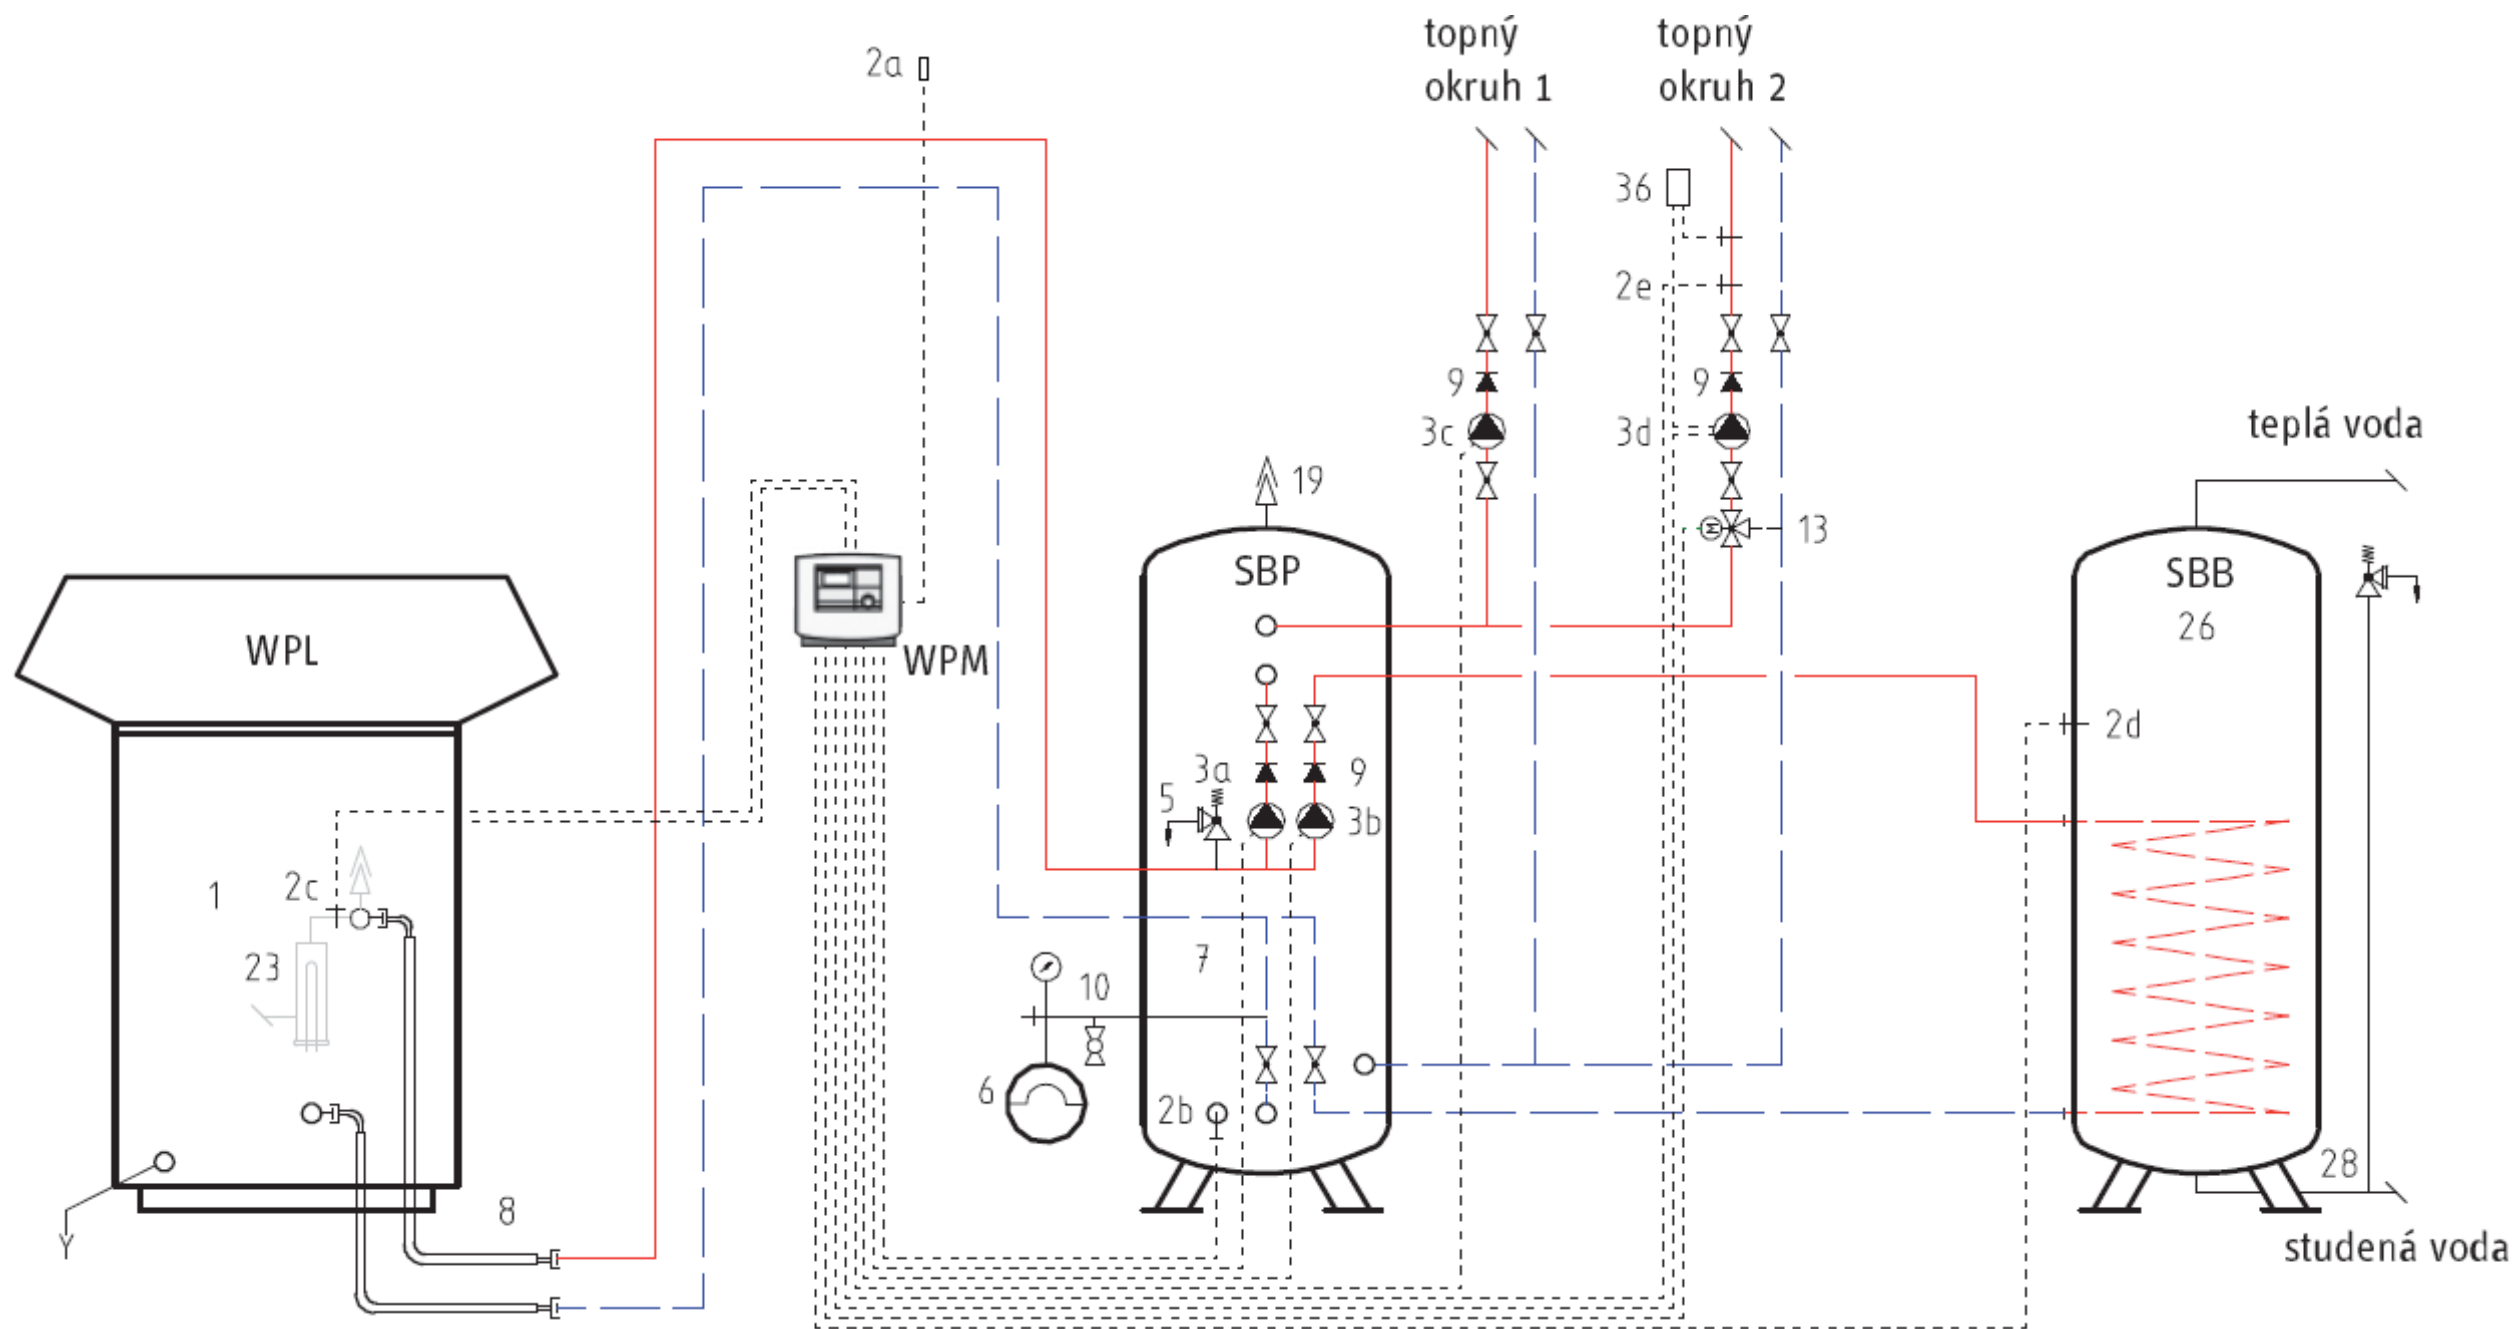 topný
okruh 1
topný
okruh 2
2a
36
2e
9
9
3c
3d
teplá voda
19
13
SBP
SBB
26
WPL
WPM
2d
3a
9
5
3b
1
2c
7
23
10
6
2b
28
8
studená voda